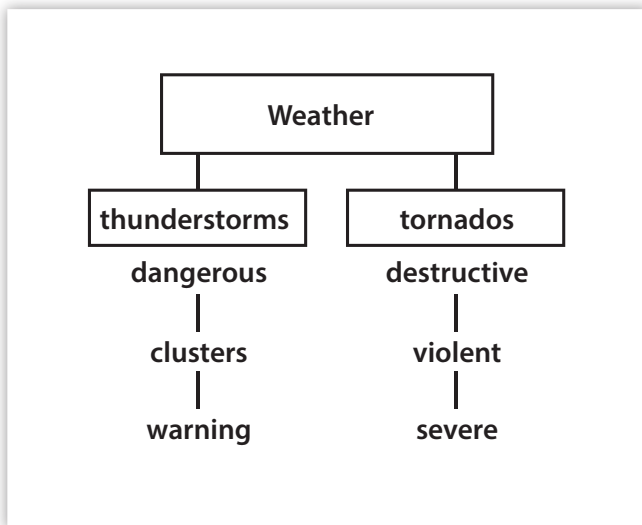 Weather
thunderstorms
tornados
dangerous
destructive
clusters
violent
warning
severe